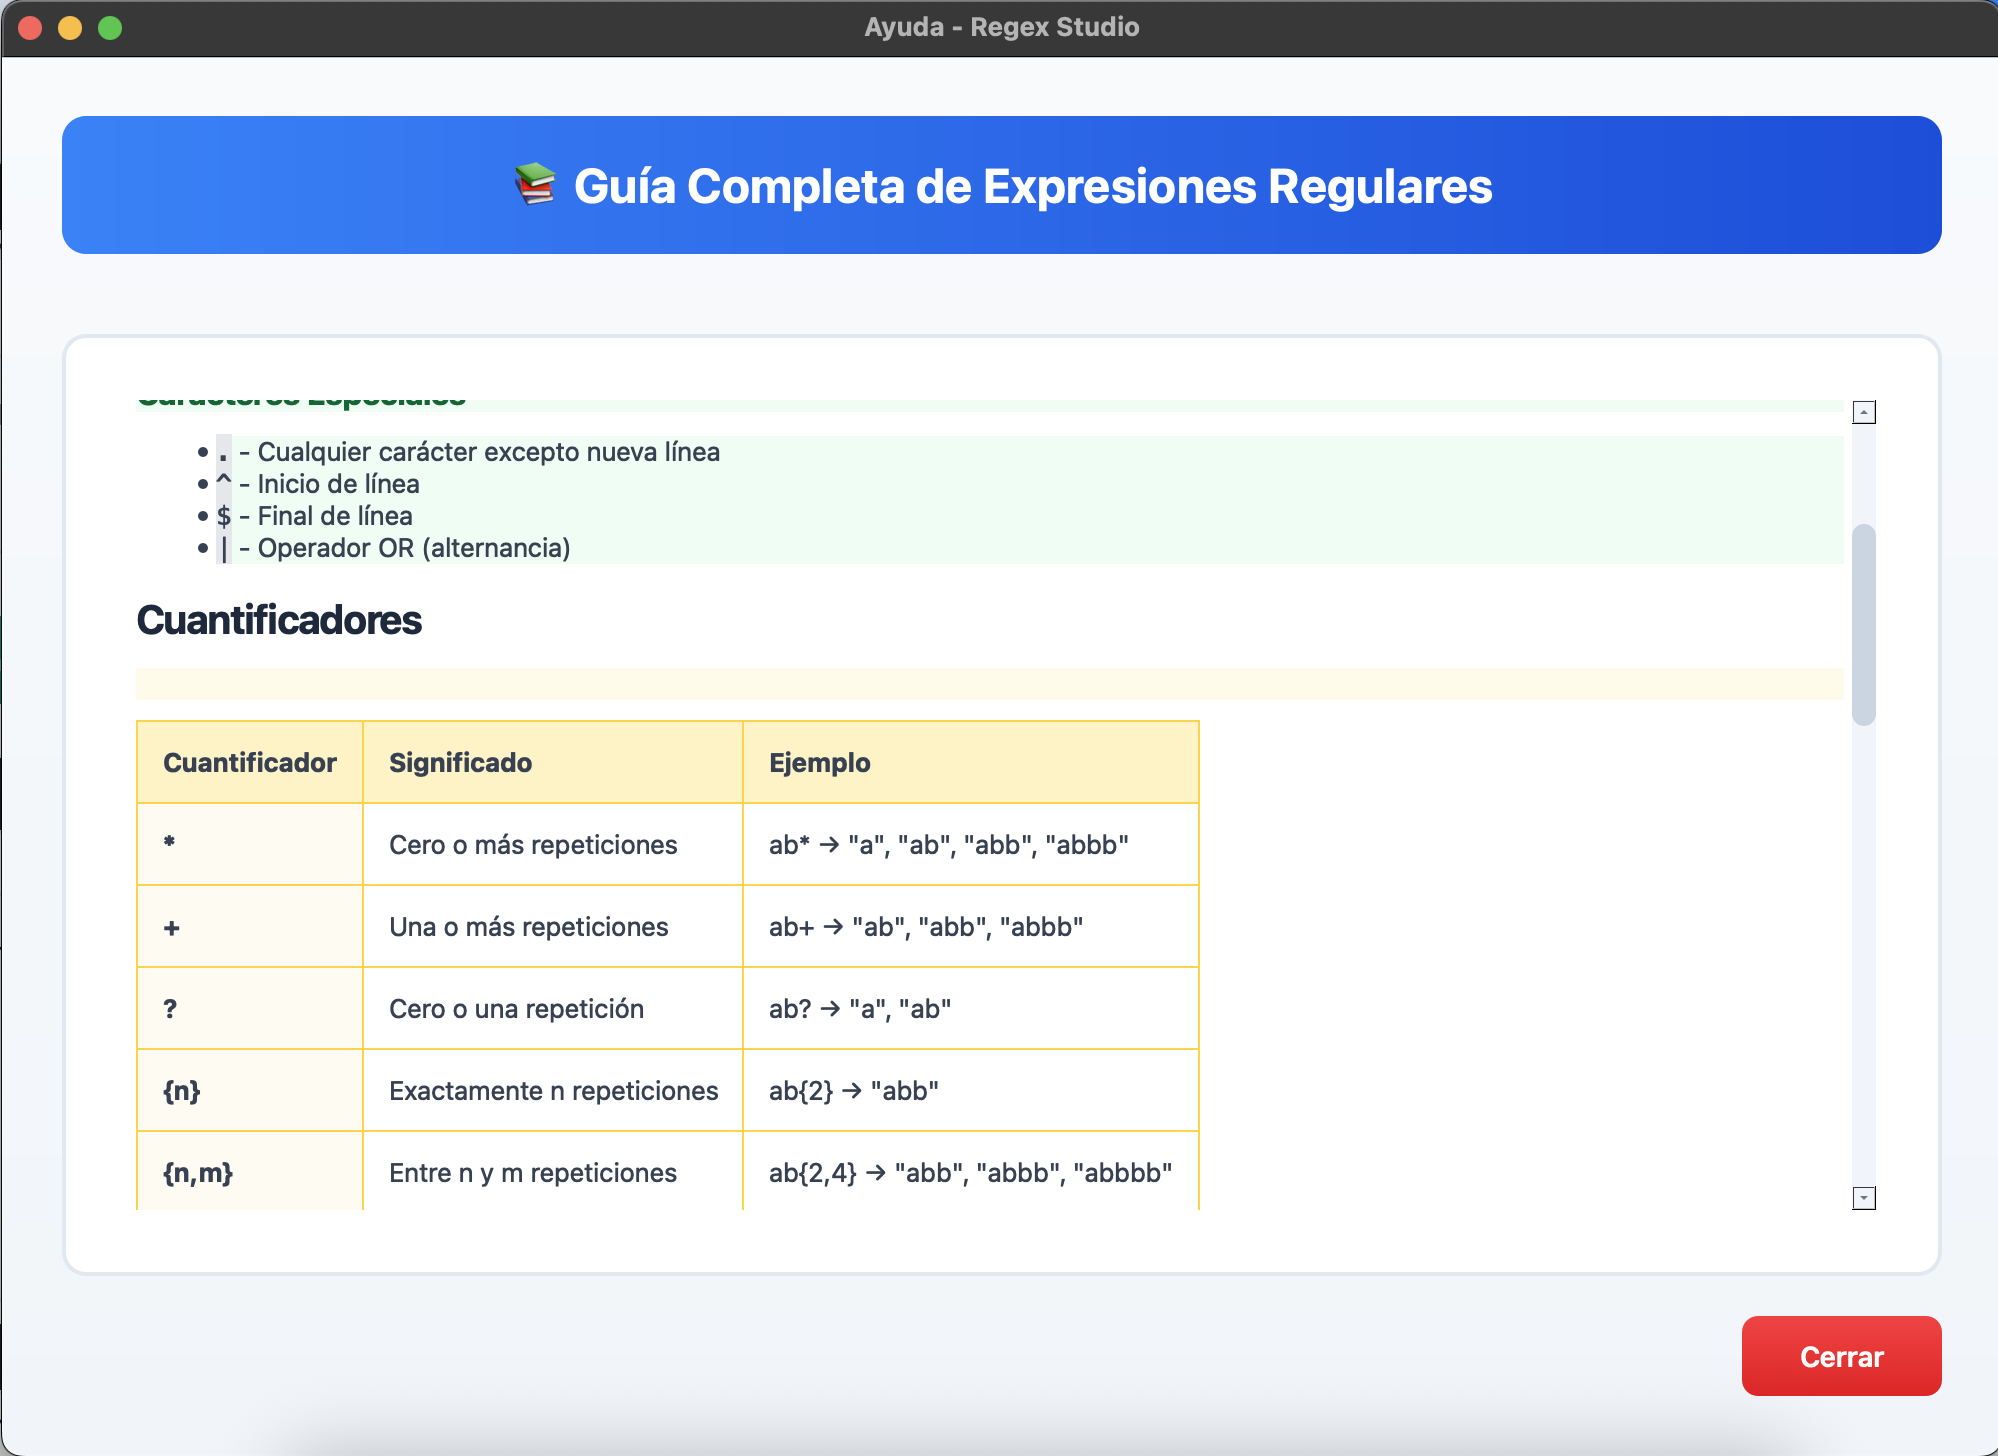 Ayuda - Regex Studio
📚 Guía Completa de Expresiones Regulares
Caracteres Especiales
• . - Cualquier carácter excepto nueva línea
• ^ - Inicio de línea
• $ - Final de línea
• | - Operador OR (alternancia)
Cuantificadores
Cuantificador Significado Ejemplo
* Cero o más repeticiones ab* → "a", "ab", "abb", "abbb"
+ Una o más repeticiones ab+ → "ab", "abb", "abbb"
? Cero o una repetición ab? → "a", "ab"
{n} Exactamente n repeticiones ab{2} → "abb"
{n,m} Entre n y m repeticiones ab{2,4} → "abb", "abbb", "abbbb"
Cerrar